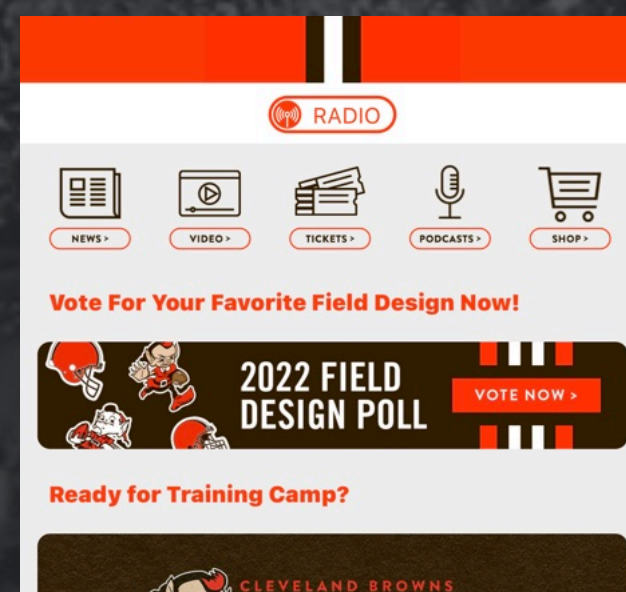 RADIO
NEWS >
VIDEO >
TICKETS >
PODCASTS >
SHOP >
Vote For Your Favorite Field Design Now!
2022 FIELD
DESIGN POLL
VOTE NOW >
Ready for Training Camp?
CLEVELAND BROWNS